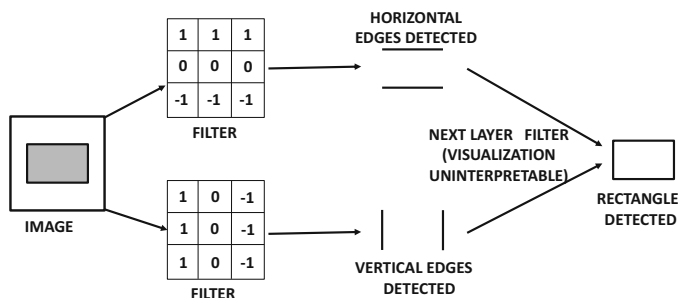 IMAGE
1 1 1
0 0 0
-1 -1 -1
FILTER
1 0 -1
1 0 -1
1 0 -1
FILTER
HORIZONTAL
EDGES DETECTED
VERTICAL EDGES
DETECTED
NEXT LAYER FILTER
(VISUALIZATION
UNINTERPRETABLE)
RECTANGLE
DETECTED